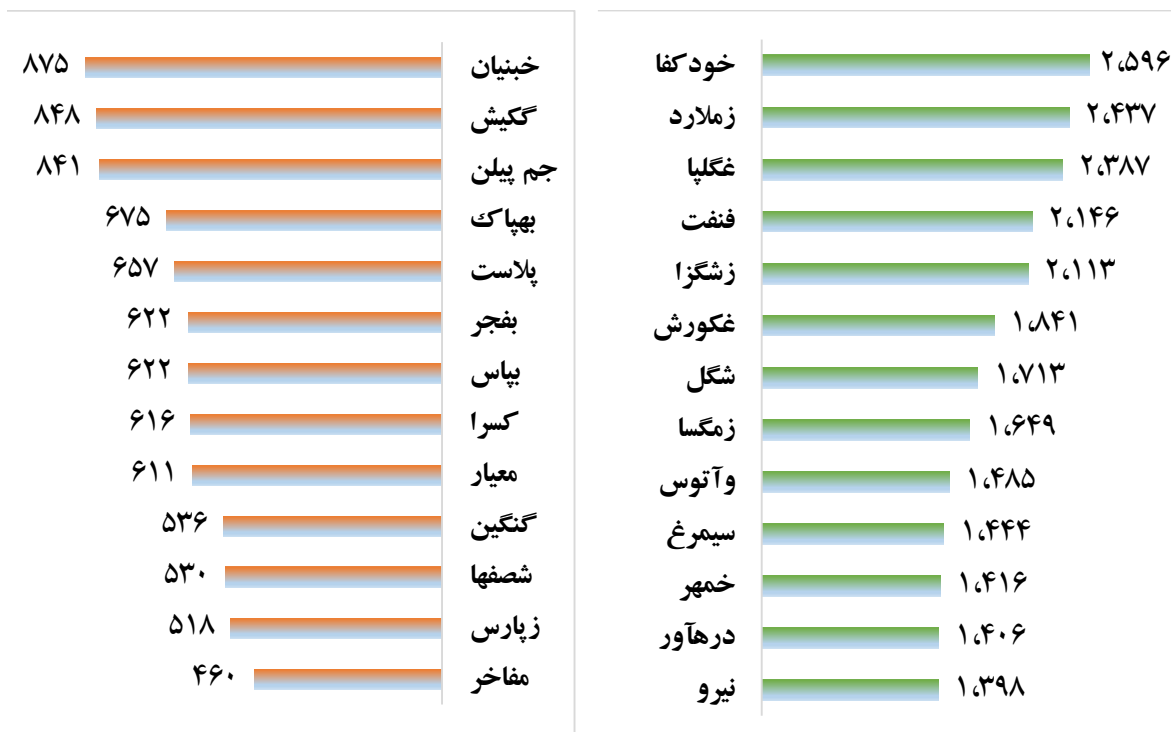 خودکفا ۲،۵۹۶
زملارد ۲،۴۳۷
غگلپا ۲،۳۸۷
فنفت ۲،۱۴۶
زشگزا ۲،۱۱۳
غکورش ۱،۸۴۱
شگل ۱،۷۱۳
زمگسا ۱،۶۴۹
وآتوس ۱،۴۸۵
سیمرغ ۱،۴۴۴
خمهر ۱،۴۱۶
درهآور ۱،۴۰۶
نیرو ۱،۳۹۸
خبنیان ۸۷۵
گکیش ۸۴۸
جم پیلن ۸۴۱
بهپاک ۶۷۵
پلاست ۶۵۷
بفجر ۶۲۲
بپاس ۶۲۲
کسرا ۶۱۶
معیار ۶۱۱
گنگین ۵۳۶
شصفها ۵۳۰
زپارس ۵۱۸
مفاخر ۴۶۰